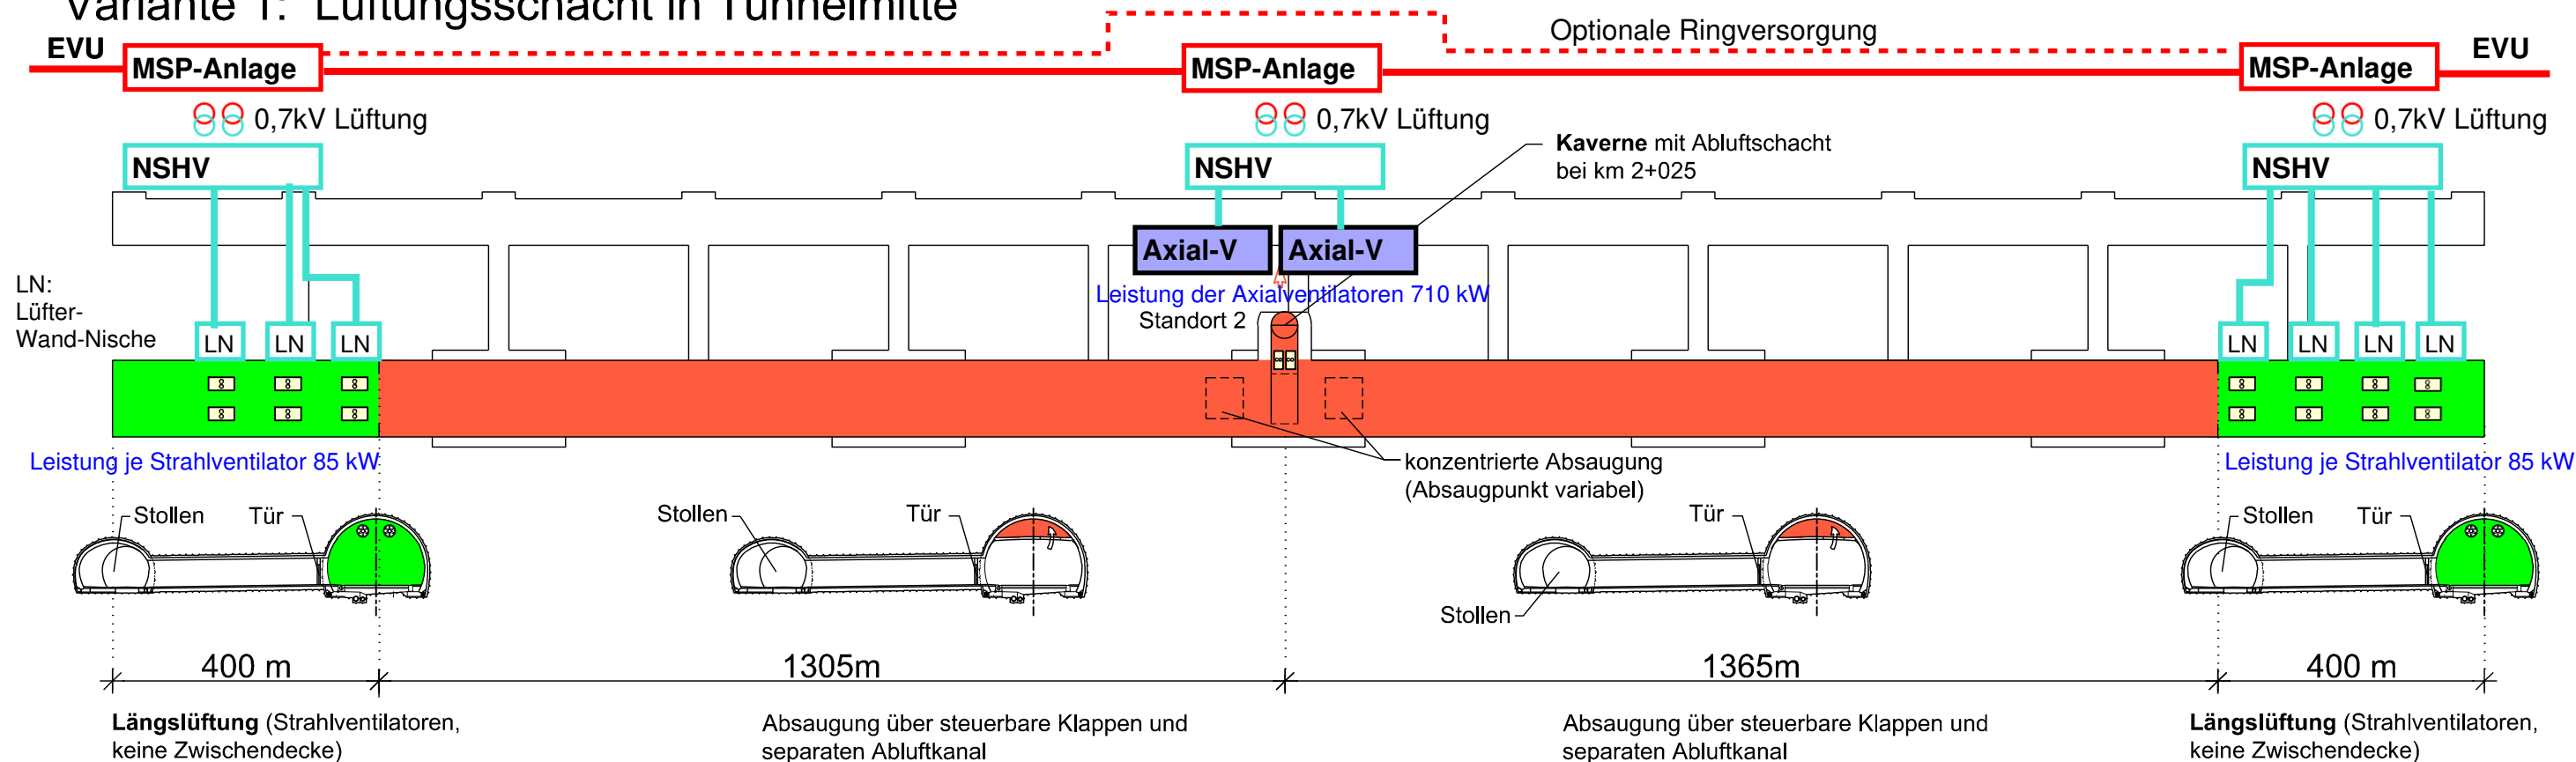 Variante 1: Lüftungsschacht in Tunnelmitte
Optionale Ringversorgung
EVU
MSP-Anlage
MSP-Anlage
MSP-Anlage
EVU
0,7kV Lüftung
0,7kV Lüftung
0,7kV Lüftung
Kaverne mit Abluftschacht
bei km 2+025
NSHV
NSHV
NSHV
Axial-V
Axial-V
LN:
Lüfter-
Wand-Nische
Leistung der Axialventilatoren 710 kW
Standort 2
LN
LN
LN
LN
LN
LN
LN
Leistung je Strahlventilator 85 kW
konzentrierte Absaugung
(Absaugpunkt variabel)
Leistung je Strahlventilator 85 kW
Stollen
Tür
Stollen
Tür
Tür
Stollen
Stollen
Tür
400 m
1305m
1365m
400 m
Längslüftung (Strahlventilatoren,
keine Zwischendecke)
Absaugung über steuerbare Klappen und
separaten Abluftkanal
Absaugung über steuerbare Klappen und
separaten Abluftkanal
Längslüftung (Strahlventilatoren,
keine Zwischendecke)